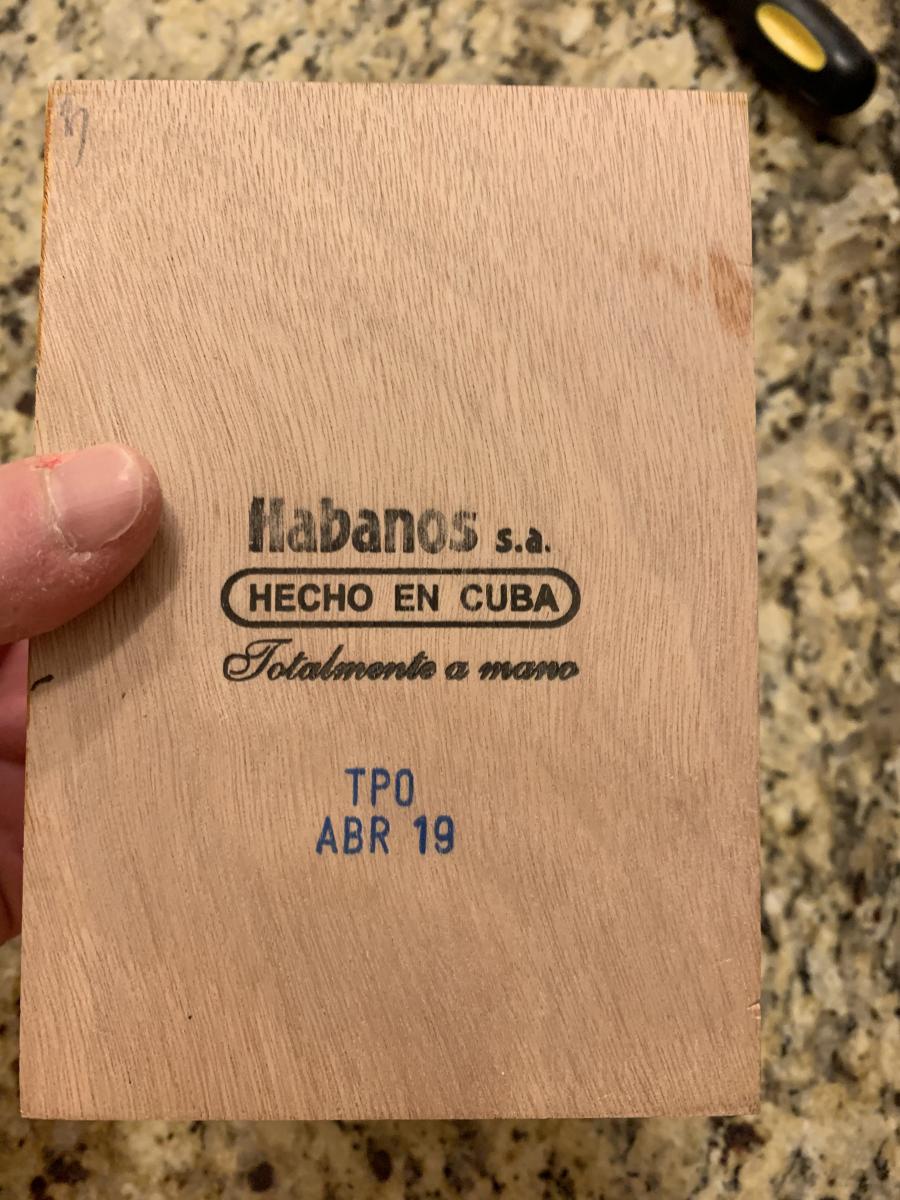 Habanos s.a.
HECHO EN CUBA
Totalmente a mano
TPO
ABR 19